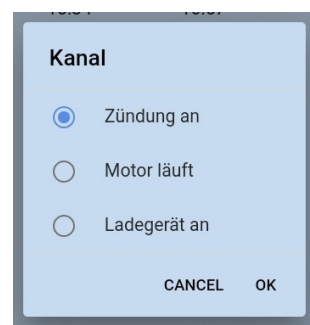 Kanal
Zündung an
Motor läuft
Ladegerät an
CANCEL OK